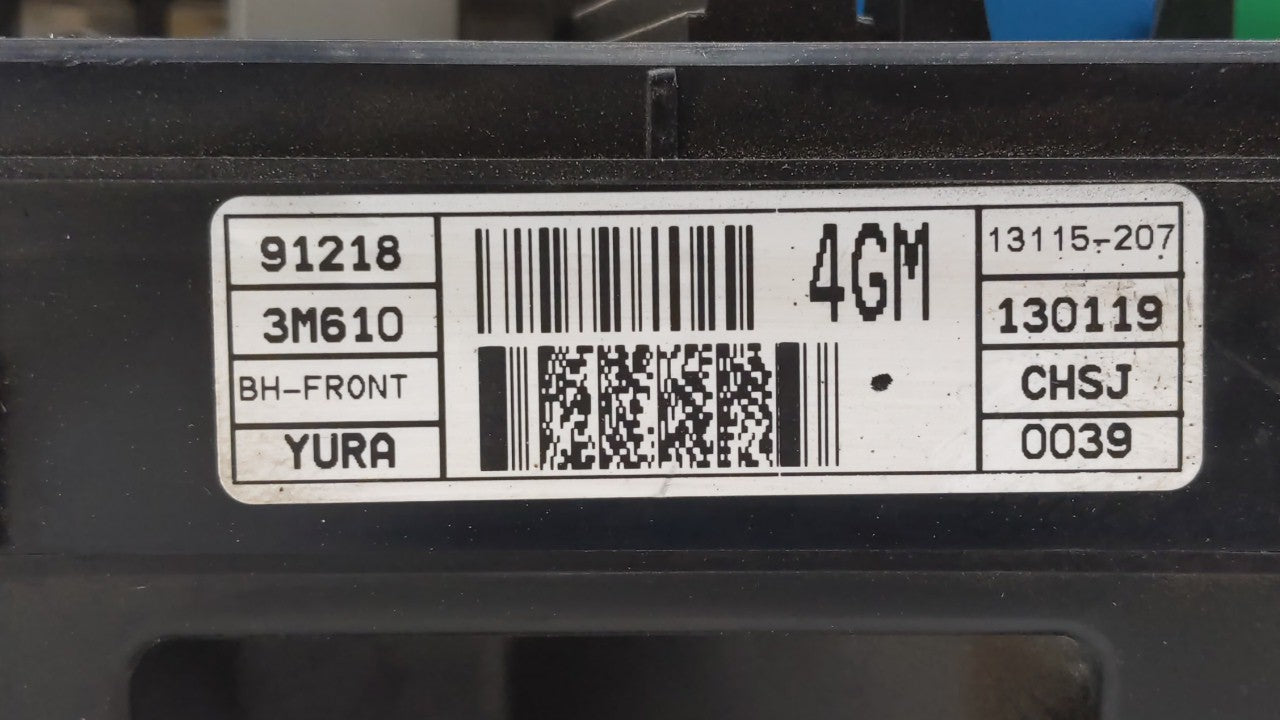 91218
3M610
BH-FRONT
YURA
4GM
13115-207
130119
CHSJ
0039